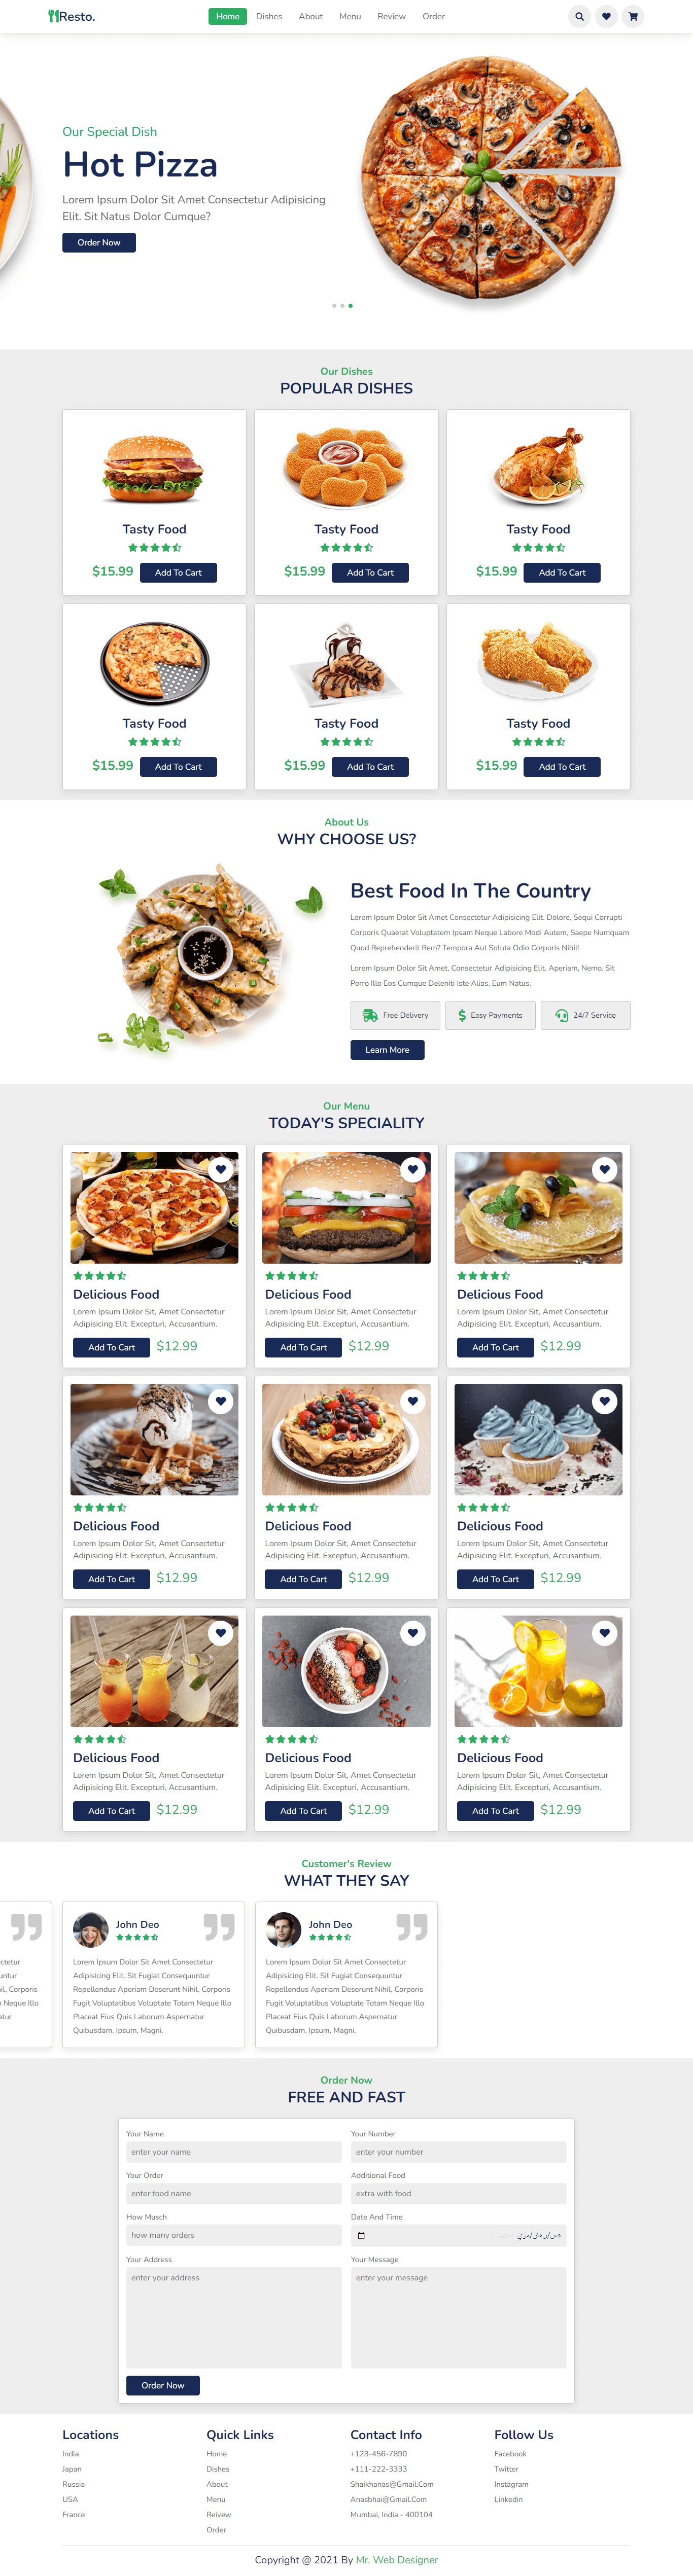 Resto.
Home Dishes About Menu Review Order
Our Special Dish
Hot Pizza
Lorem Ipsum Dolor Sit Amet Consectetur Adipisicing
Elit. Sit Natus Dolor Cumque?
Order Now
Our Dishes
POPULAR DISHES
Tasty Food
$15.99 Add To Cart
Tasty Food
$15.99 Add To Cart
Tasty Food
$15.99 Add To Cart
Tasty Food
$15.99 Add To Cart
Tasty Food
$15.99 Add To Cart
Tasty Food
$15.99 Add To Cart
About Us
WHY CHOOSE US?
Best Food In The Country
Lorem Ipsum Dolor Sit Amet Consectetur Adipisicing Elit. Dolore, Sequi Corrupti
Corporis Quaerat Voluptatem Ipsam Neque Labore Modi Autem, Saepe Numquam
Quod Reprehenderit Rem? Tempora Aut Soluta Odio Corporis Nihil!
Lorem Ipsum Dolor Sit Amet, Consectetur Adipisicing Elit. Aperiam, Nemo. Sit
Porro Illo Eos Cumque Deleniti Iste Alias, Eum Natus.
Free Delivery
Easy Payments
24/7 Service
Learn More
Our Menu
TODAY'S SPECIALITY
Delicious Food
Lorem Ipsum Dolor Sit, Amet Consectetur
Adipisicing Elit. Excepturi, Accusantium.
Add To Cart $12.99
Delicious Food
Lorem Ipsum Dolor Sit, Amet Consectetur
Adipisicing Elit. Excepturi, Accusantium.
Add To Cart $12.99
Delicious Food
Lorem Ipsum Dolor Sit, Amet Consectetur
Adipisicing Elit. Excepturi, Accusantium.
Add To Cart $12.99
Delicious Food
Lorem Ipsum Dolor Sit, Amet Consectetur
Adipisicing Elit. Excepturi, Accusantium.
Add To Cart $12.99
Delicious Food
Lorem Ipsum Dolor Sit, Amet Consectetur
Adipisicing Elit. Excepturi, Accusantium.
Add To Cart $12.99
Delicious Food
Lorem Ipsum Dolor Sit, Amet Consectetur
Adipisicing Elit. Excepturi, Accusantium.
Add To Cart $12.99
Delicious Food
Lorem Ipsum Dolor Sit, Amet Consectetur
Adipisicing Elit. Excepturi, Accusantium.
Add To Cart $12.99
Delicious Food
Lorem Ipsum Dolor Sit, Amet Consectetur
Adipisicing Elit. Excepturi, Accusantium.
Add To Cart $12.99
Delicious Food
Lorem Ipsum Dolor Sit, Amet Consectetur
Adipisicing Elit. Excepturi, Accusantium.
Add To Cart $12.99
Customer's Review
WHAT THEY SAY
ctetur
untur
il, Corporis
Neque Illo
atur
John Deo
Lorem Ipsum Dolor Sit Amet Consectetur
Adipisicing Elit. Sit Fugiat Consequuntur
Repellendus Aperiam Deserunt Nihil, Corporis
Fugit Voluptatibus Voluptate Totam Neque Illo
Placeat Eius Quis Laborum Aspernatur
Quibusdam. Ipsum, Magni.
John Deo
Lorem Ipsum Dolor Sit Amet Consectetur
Adipisicing Elit. Sit Fugiat Consequuntur
Repellendus Aperiam Deserunt Nihil, Corporis
Fugit Voluptatibus Voluptate Totam Neque Illo
Placeat Eius Quis Laborum Aspernatur
Quibusdam. Ipsum, Magni.
Order Now
FREE AND FAST
Your Name
enter your name
Your Number
enter your number
Your Order
enter food name
Additional Food
extra with food
How Musch
how many orders
Date And Time
Your Address
enter your address
Your Message
enter your message
Order Now
Locations
India
Japan
Russia
USA
France
Quick Links
Home
Dishes
About
Menu
Reivew
Order
Contact Info
+123-456-7890
+111-222-3333
Shaikhanas@Gmail.Com
Anasbhai@Gmail.Com
Mumbai, India - 400104
Follow Us
Facebook
Twitter
Instagram
Linkedin
Copyright @ 2021 By Mr. Web Designer